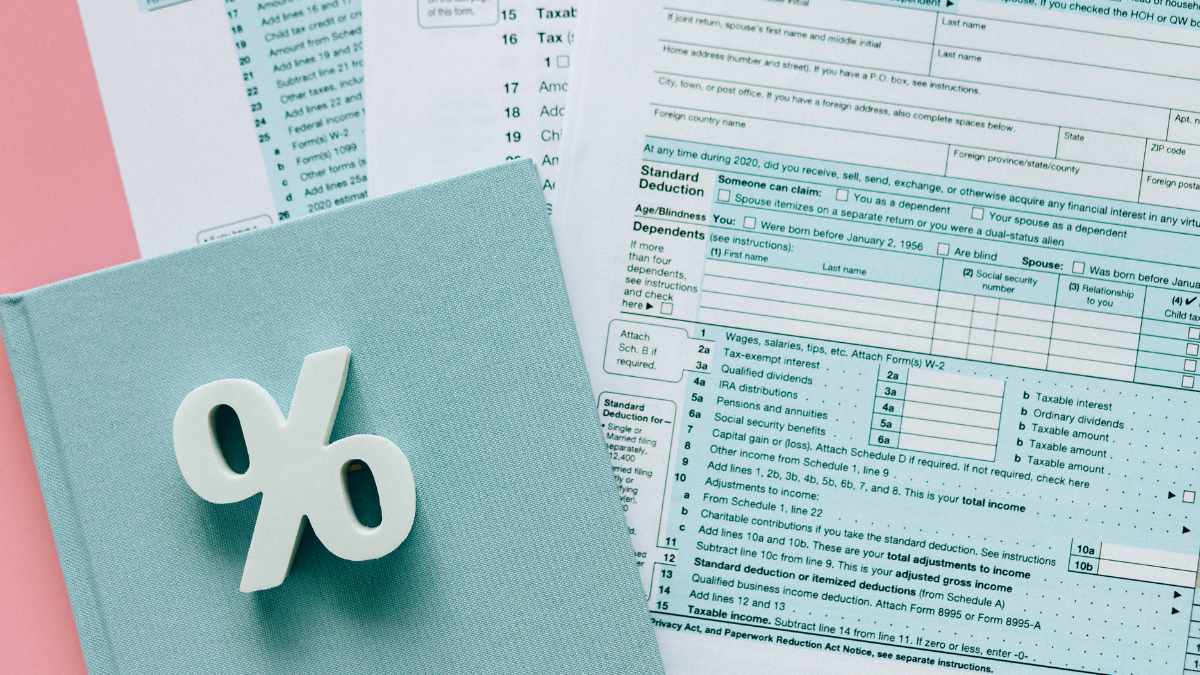 17 Add lines 16 and 17
18 Child tax credit or
19 Amount from Sched
20 Add lines 19 and 20
21 Subtract line 21 fro
22 Other taxes, includ
23 Add lines 22 and
24 Federal income
25
a Form(s) W-2
b Form(s) 1099
c Other forms (s
d Add lines 25a
26 2020 estimat
of this form.
15 Taxab
16 Tax (s
1
17 Amo
18 Add
19 Chi
An
Ad
%
If you checked the HOH or QW
initial
Last name
If joint return, spouse's first name and middle initial
Last name
Home address (number and street). If you have a P.O. box, see instructions.
Apt. n
City, town, or post office. If you have a foreign address, also complete spaces below.
State
ZIP code
Foreign country name
Foreign province/state/county
Foreign posta
At any time during 2020, did you receive, sell, send, exchange, or otherwise acquire any financial interest in any virtu
Standard
Deduction
Someone can claim: You as a dependent Your spouse as a dependent
Spouse itemizes on a separate return or you were a dual-status alien
Age/Blindness You: Were born before January 2, 1956 Are blind Spouse: Was born before Janua
Dependents (see instructions):
(1) First name Last name
(2) Social security
number
(3) Relationship
to you
(4) ✔
Child tax
If more
than four
dependents,
see instructions
and check
here ▶
Attach
Sch. B if
required.
1 Wages, salaries, tips, etc. Attach Form(s) W-2
2a Tax-exempt interest 2a b Taxable interest
3a Qualified dividends 3a b Ordinary dividends
4a IRA distributions 4a b Taxable amount
5a Pensions and annuities 5a b Taxable amount
6a Social security benefits 6a b Taxable amount
7 Capital gain or (loss). Attach Schedule D if required. If not required, check here ▶
8 Other income from Schedule 1, line 9
9 Add lines 1, 2b, 3b, 4b, 5b, 6b, 7, and 8. This is your total income ▶
10 Adjustments to income:
a From Schedule 1, line 22 10a
b Charitable contributions if you take the standard deduction. See instructions 10b
c Add lines 10a and 10b. These are your total adjustments to income ▶
11 Subtract line 10c from line 9. This is your adjusted gross income ▶
12 Standard deduction or itemized deductions (from Schedule A)
13 Qualified business income deduction. Attach Form 8995 or Form 8995-A
14 Add lines 12 and 13
15 Taxable income. Subtract line 14 from line 11. If zero or less, enter -0-
Standard
Deduction for—
• Single or
Married filing
separately,
12,400
Privacy Act, and Paperwork Reduction Act Notice, see separate instructions.